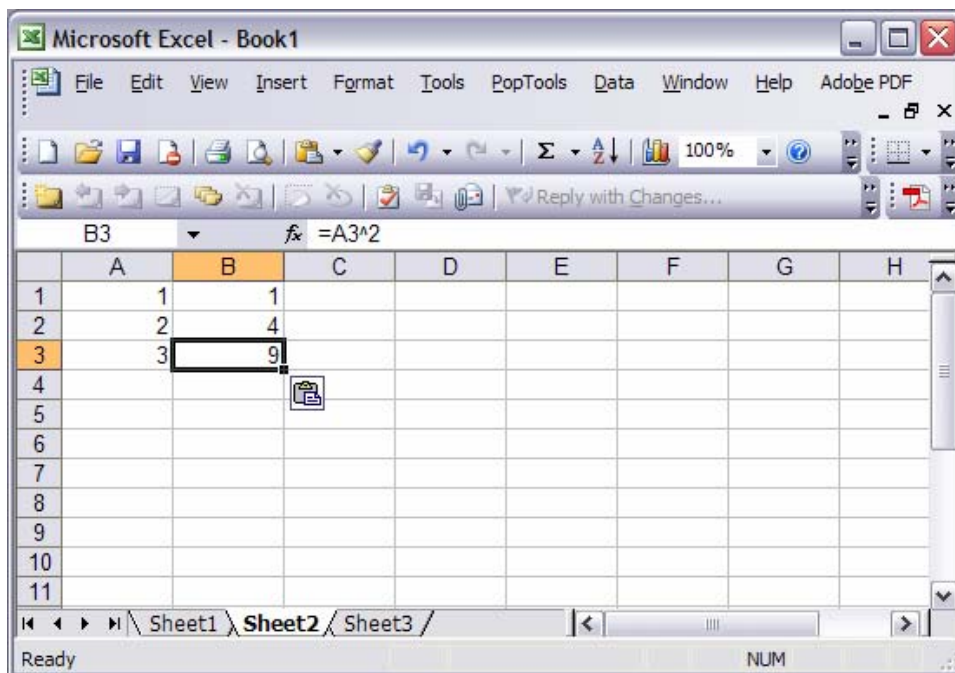 Microsoft Excel - Book1
File Edit View Insert Format Tools PopTools Data Window Help Adobe PDF
Σ A Z 100%
Reply with Changes...
B3 fx =A3^2
A B C D E F G H
1 1 1
2 2 4
3 3 9
4
5
6
7
8
9
10
11
Sheet1 Sheet2 Sheet3
Ready NUM